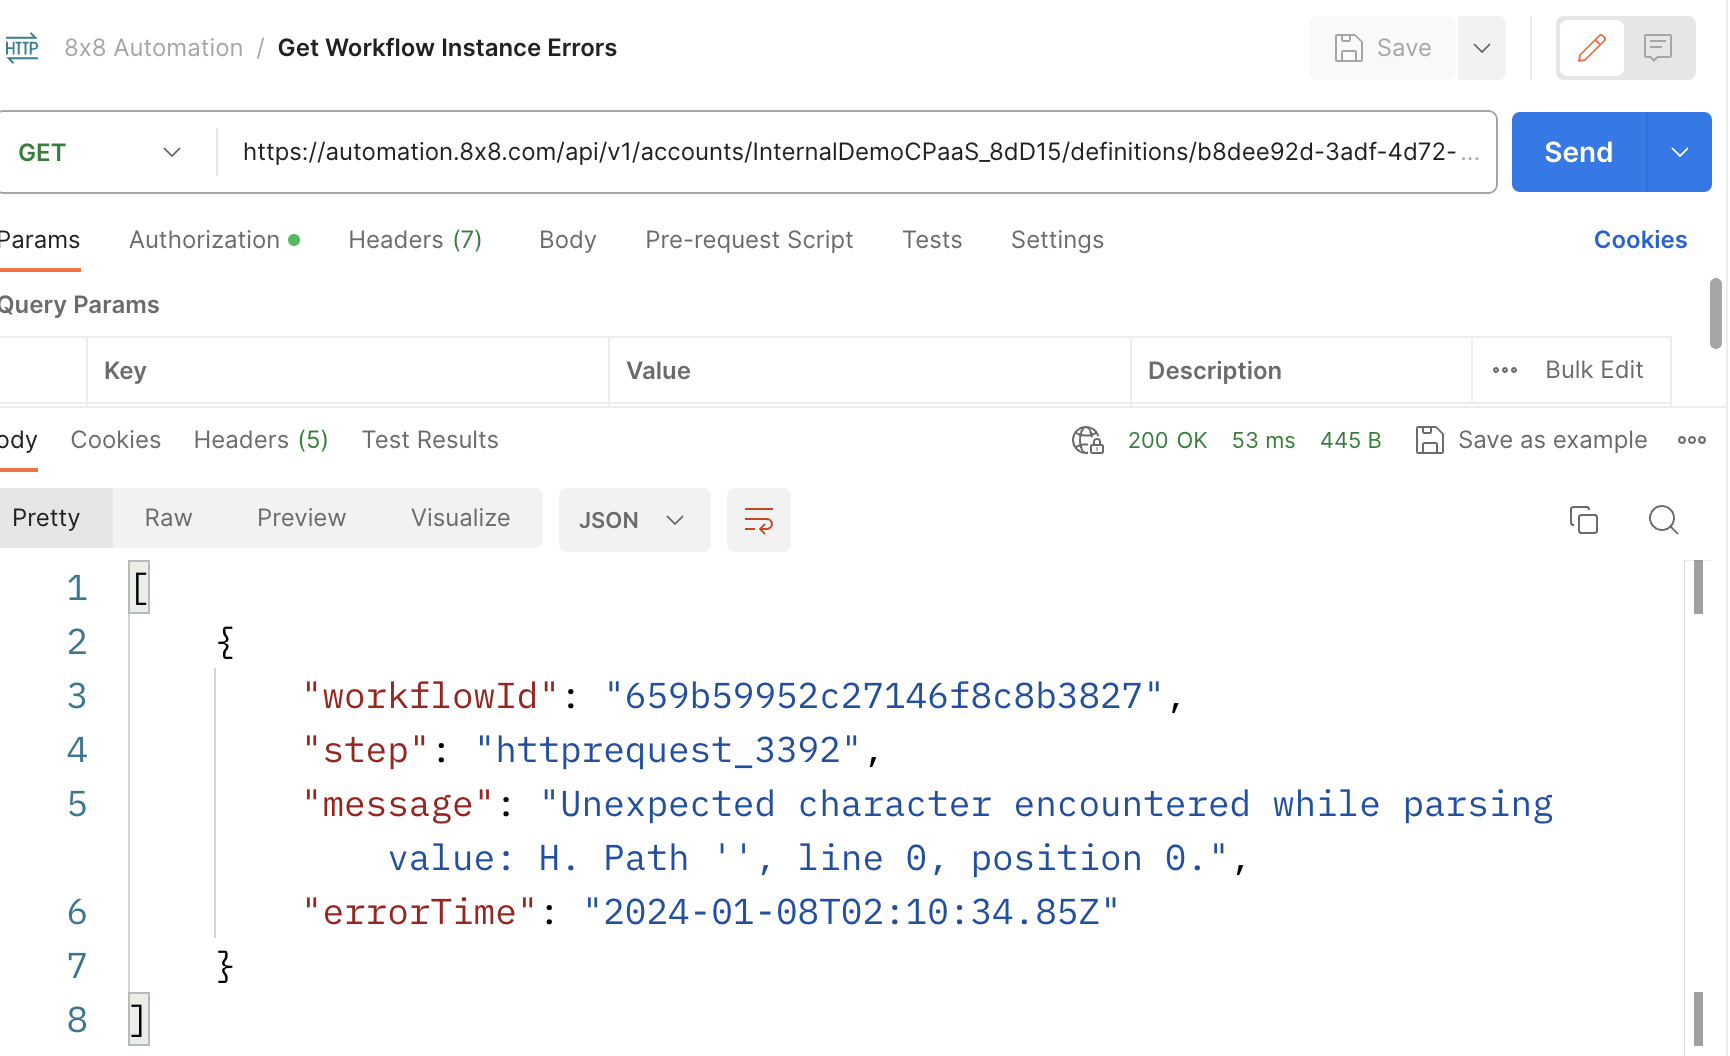 HTTP 8x8 Automation / Get Workflow Instance Errors Save
GET https://automation.8x8.com/api/v1/accounts/InternalDemoCPaaS_8dD15/definitions/b8dee92d-3adf-4d72-... Send
Params Authorization Headers (7) Body Pre-request Script Tests Settings Cookies
Query Params
Key Value Description Bulk Edit
ody Cookies Headers (5) Test Results 200 OK 53 ms 445 B Save as example
Pretty Raw Preview Visualize JSON
1 [
2 {
3 "workflowId": "659b59952c27146f8c8b3827",
4 "step": "httprequest_3392",
5 "message": "Unexpected character encountered while parsing
value: H. Path '', line 0, position 0.",
6 "errorTime": "2024-01-08T02:10:34.85Z"
7 }
8 ]